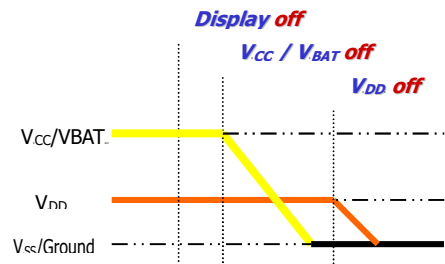 Display off
VCC / VBAT off
VDD off
VCC/VBAT
VDD
VSS/Ground